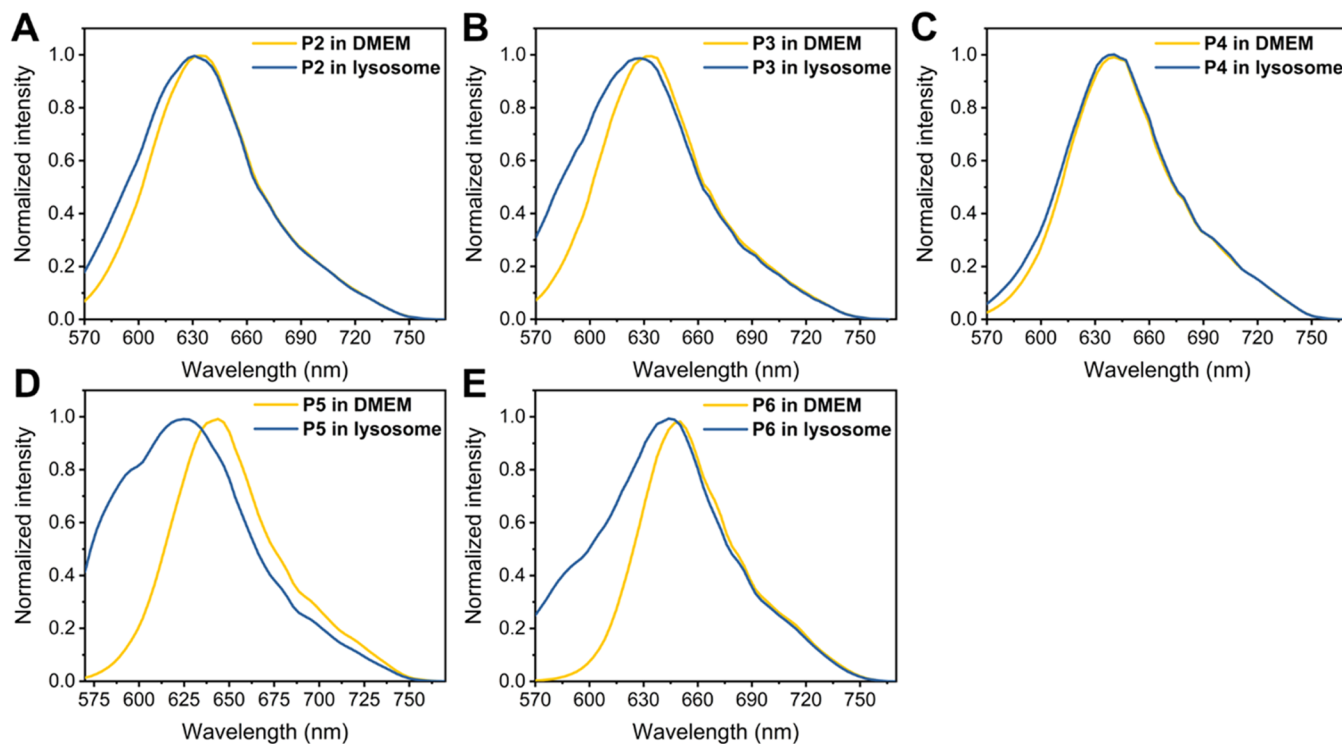 A
Normalized intensity
1.0
0.8
0.6
0.4
0.2
0.0
P2 in DMEM
P2 in lysosome
570 600 630 660 690 720 750
Wavelength (nm)
B
Normalized intensity
1.0
0.8
0.6
0.4
0.2
0.0
P3 in DMEM
P3 in lysosome
570 600 630 660 690 720 750
Wavelength (nm)
C
Normalized intensity
1.0
0.8
0.6
0.4
0.2
0.0
P4 in DMEM
P4 in lysosome
570 600 630 660 690 720 750
Wavelength (nm)
D
Normalized intensity
1.0
0.8
0.6
0.4
0.2
0.0
P5 in DMEM
P5 in lysosome
575 600 625 650 675 700 725 750
Wavelength (nm)
E
Normalized intensity
1.0
0.8
0.6
0.4
0.2
0.0
P6 in DMEM
P6 in lysosome
570 600 630 660 690 720 750
Wavelength (nm)